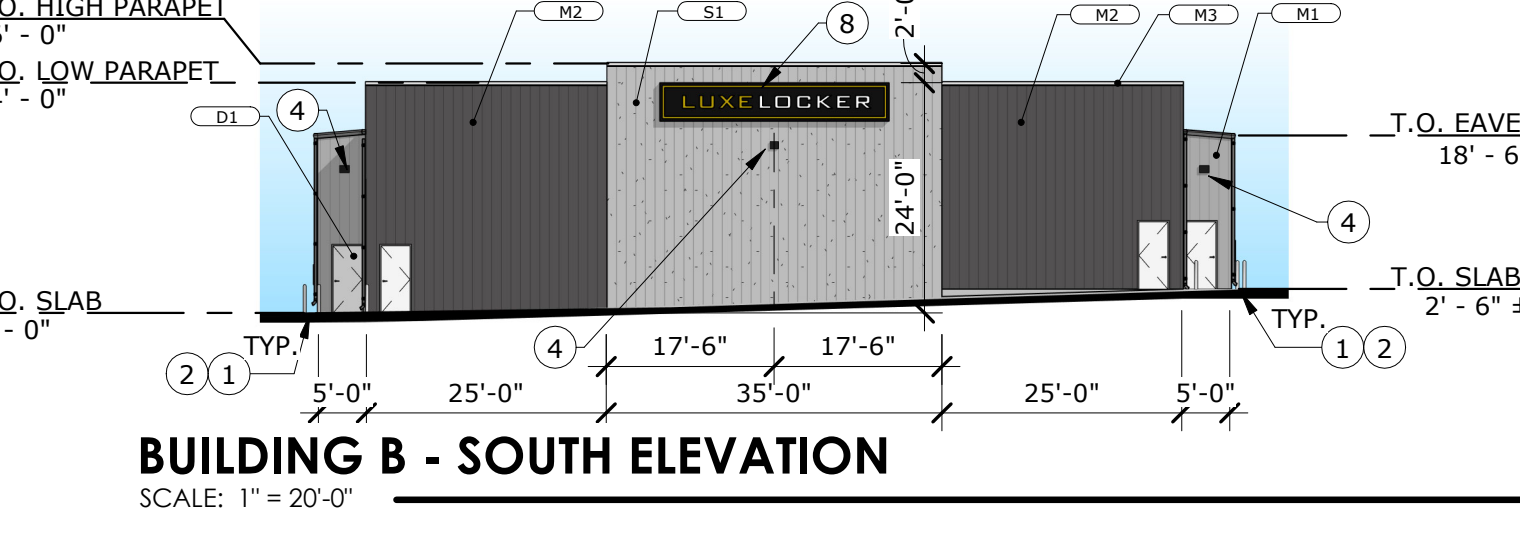 O. HIGH PARAPET
' - 0"
O. LOW PARAPET
' - 0"
M2
S1
8
2'-0
M2
M3
M1
D1
4
LUXELOCKER
T.O. EAVE
18' - 6
24'-0"
4
O. SLAB
- 0"
T.O. SLAB
2' - 6" ±
TYP.
2 1
4
17'-6"
17'-6"
TYP.
1 2
5'-0"
25'-0"
35'-0"
25'-0"
5'-0"
BUILDING B - SOUTH ELEVATION
SCALE: 1" = 20'-0"